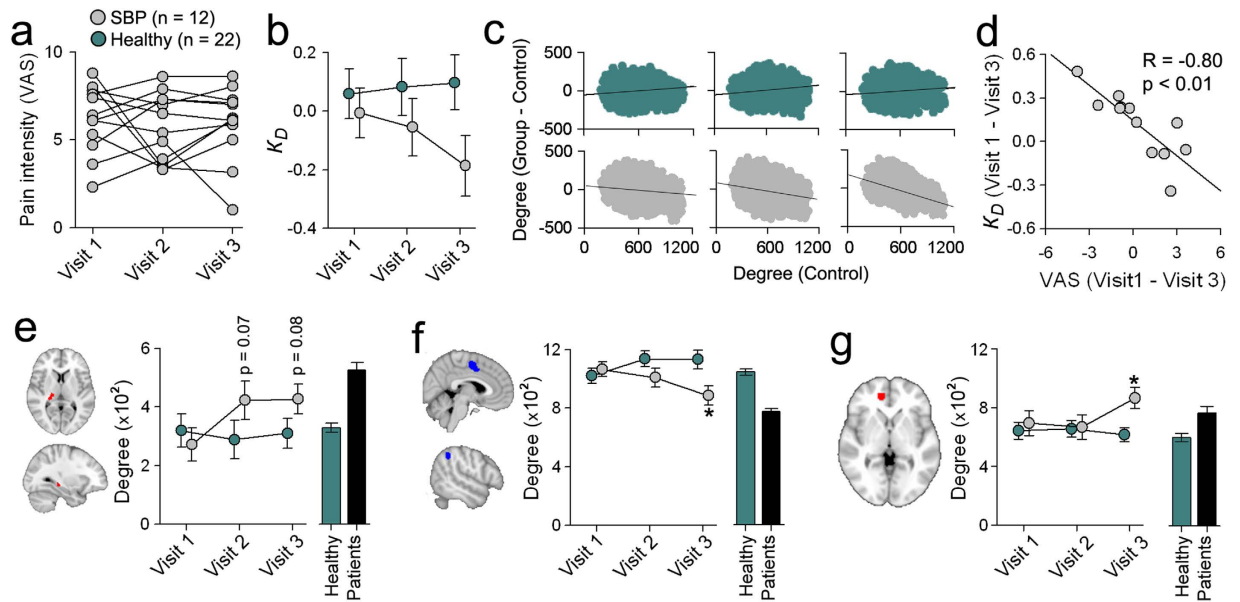 SBP (n = 12)
Healthy (n = 22)
a
Pain intensity (VAS)
10
5
0
Visit 1
Visit 2
Visit 3
b
K_D
0.2
0.0
-0.2
-0.4
Visit 1
Visit 2
Visit 3
c
Degree (Group - Control)
500
0
-500
500
0
-500
0 600 1200
0 600 1200
0 600 1200
Degree (Control)
d
K_D (Visit 1 - Visit 3)
0.6
0.3
0.0
-0.3
-0.6
R = -0.80
p < 0.01
-6 -3 0 3 6
VAS (Visit1 - Visit 3)
e
Degree (x10²)
6
4
2
0
p = 0.07
p = 0.08
Visit 1
Visit 2
Visit 3
Healthy
Patients
f
Degree (x10²)
12
8
4
0
*
Visit 1
Visit 2
Visit 3
Healthy
Patients
g
Degree (x10²)
12
8
4
0
*
Visit 1
Visit 2
Visit 3
Healthy
Patients